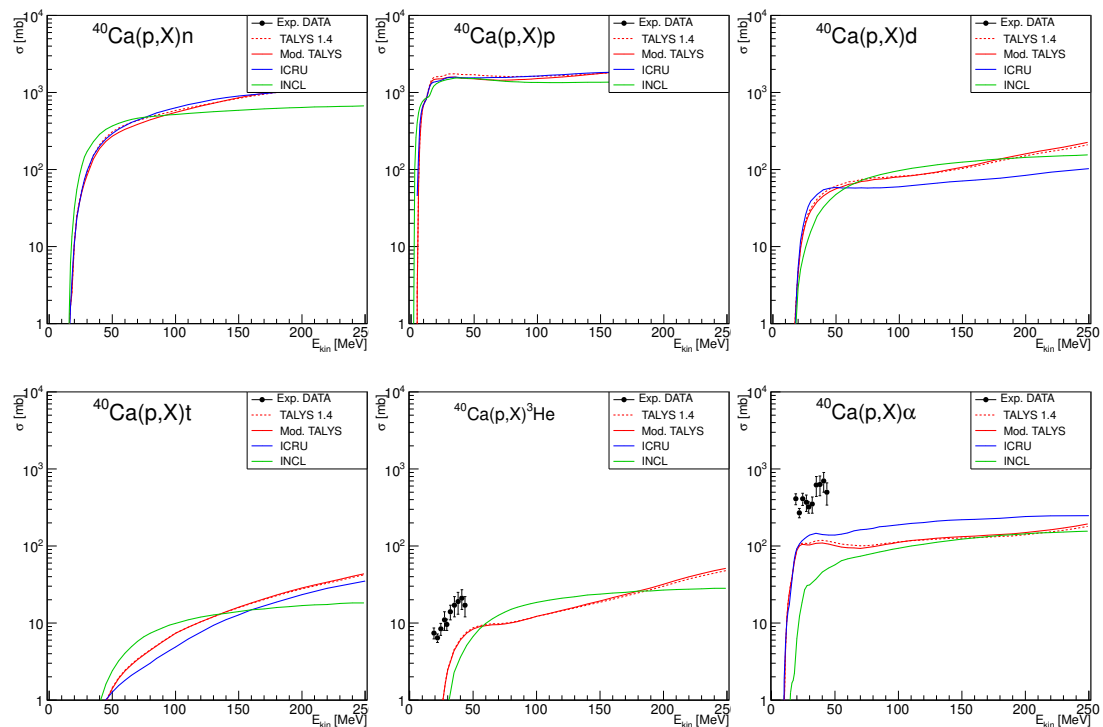 σ [mb]
10⁴
10³
10²
10
1
⁴⁰Ca(p,X)n
Exp. DATA
TALYS 1.4
Mod. TALYS
ICRU
INCL
0 50 100 150 200 25
E_kin [MeV]
σ [mb]
10⁴
10³
10²
10
1
⁴⁰Ca(p,X)p
Exp. DATA
TALYS 1.4
Mod. TALYS
ICRU
INCL
0 50 100 150 200 25
E_kin [MeV]
σ [mb]
10⁴
10³
10²
10
1
⁴⁰Ca(p,X)d
Exp. DATA
TALYS 1.4
Mod. TALYS
ICRU
INCL
0 50 100 150 200 250
E_kin [MeV]
σ [mb]
10⁴
10³
10²
10
1
⁴⁰Ca(p,X)t
Exp. DATA
TALYS 1.4
Mod. TALYS
ICRU
INCL
0 50 100 150 200 25
E_kin [MeV]
σ [mb]
10⁴
10³
10²
10
1
⁴⁰Ca(p,X)³He
Exp. DATA
TALYS 1.4
Mod. TALYS
ICRU
INCL
0 50 100 150 200 25
E_kin [MeV]
σ [mb]
10⁴
10³
10²
10
1
⁴⁰Ca(p,X)α
Exp. DATA
TALYS 1.4
Mod. TALYS
ICRU
INCL
0 50 100 150 200 250
E_kin [MeV]